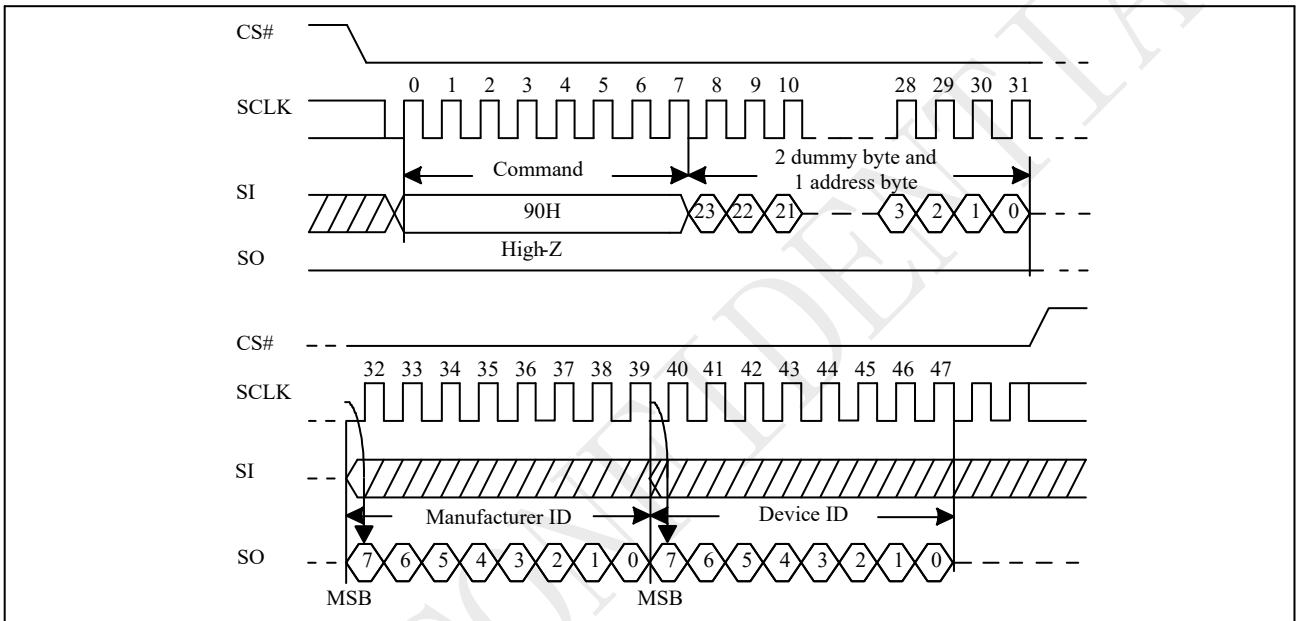 CS#
0 1 2 3 4 5 6 7 8 9 10 28 29 30 31
SCLK
2 dummy byte and
Command
1 address byte
SI
90H 23 22 21 3 2 1 0
High-Z
SO
CS#
32 33 34 35 36 37 38 39 40 41 42 43 44 45 46 47
SCLK
SI
Manufacturer ID Device ID
SO 7 6 5 4 3 2 1 0 7 6 5 4 3 2 1 0
MSB MSB